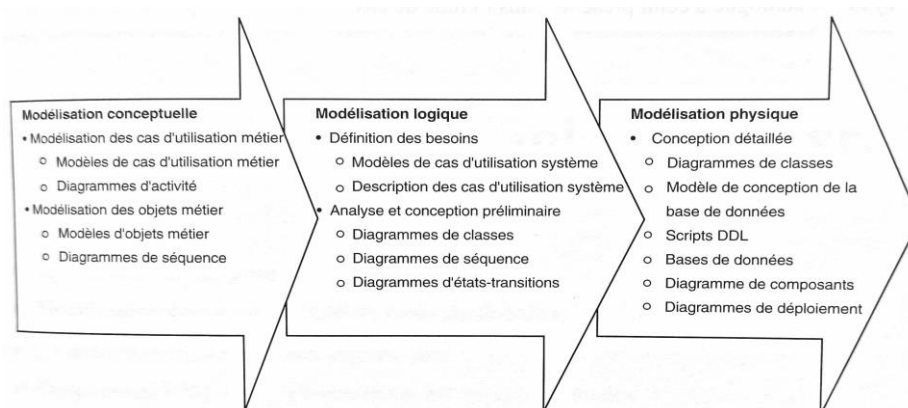 Modélisation conceptuelle
• Modélisation des cas d'utilisation métier
○ Modèles de cas d'utilisation métier
○ Diagrammes d'activité
• Modélisation des objets métier
○ Modèles d'objets métier
○ Diagrammes de séquence
Modélisation logique
• Définition des besoins
○ Modèles de cas d'utilisation système
○ Description des cas d'utilisation système
• Analyse et conception préliminaire
○ Diagrammes de classes
○ Diagrammes de séquence
○ Diagrammes d'états-transitions
Modélisation physique
• Conception détaillée
○ Diagrammes de classes
○ Modèle de conception de la
base de données
○ Scripts DDL
○ Bases de données
○ Diagramme de composants
○ Diagrammes de déploiement